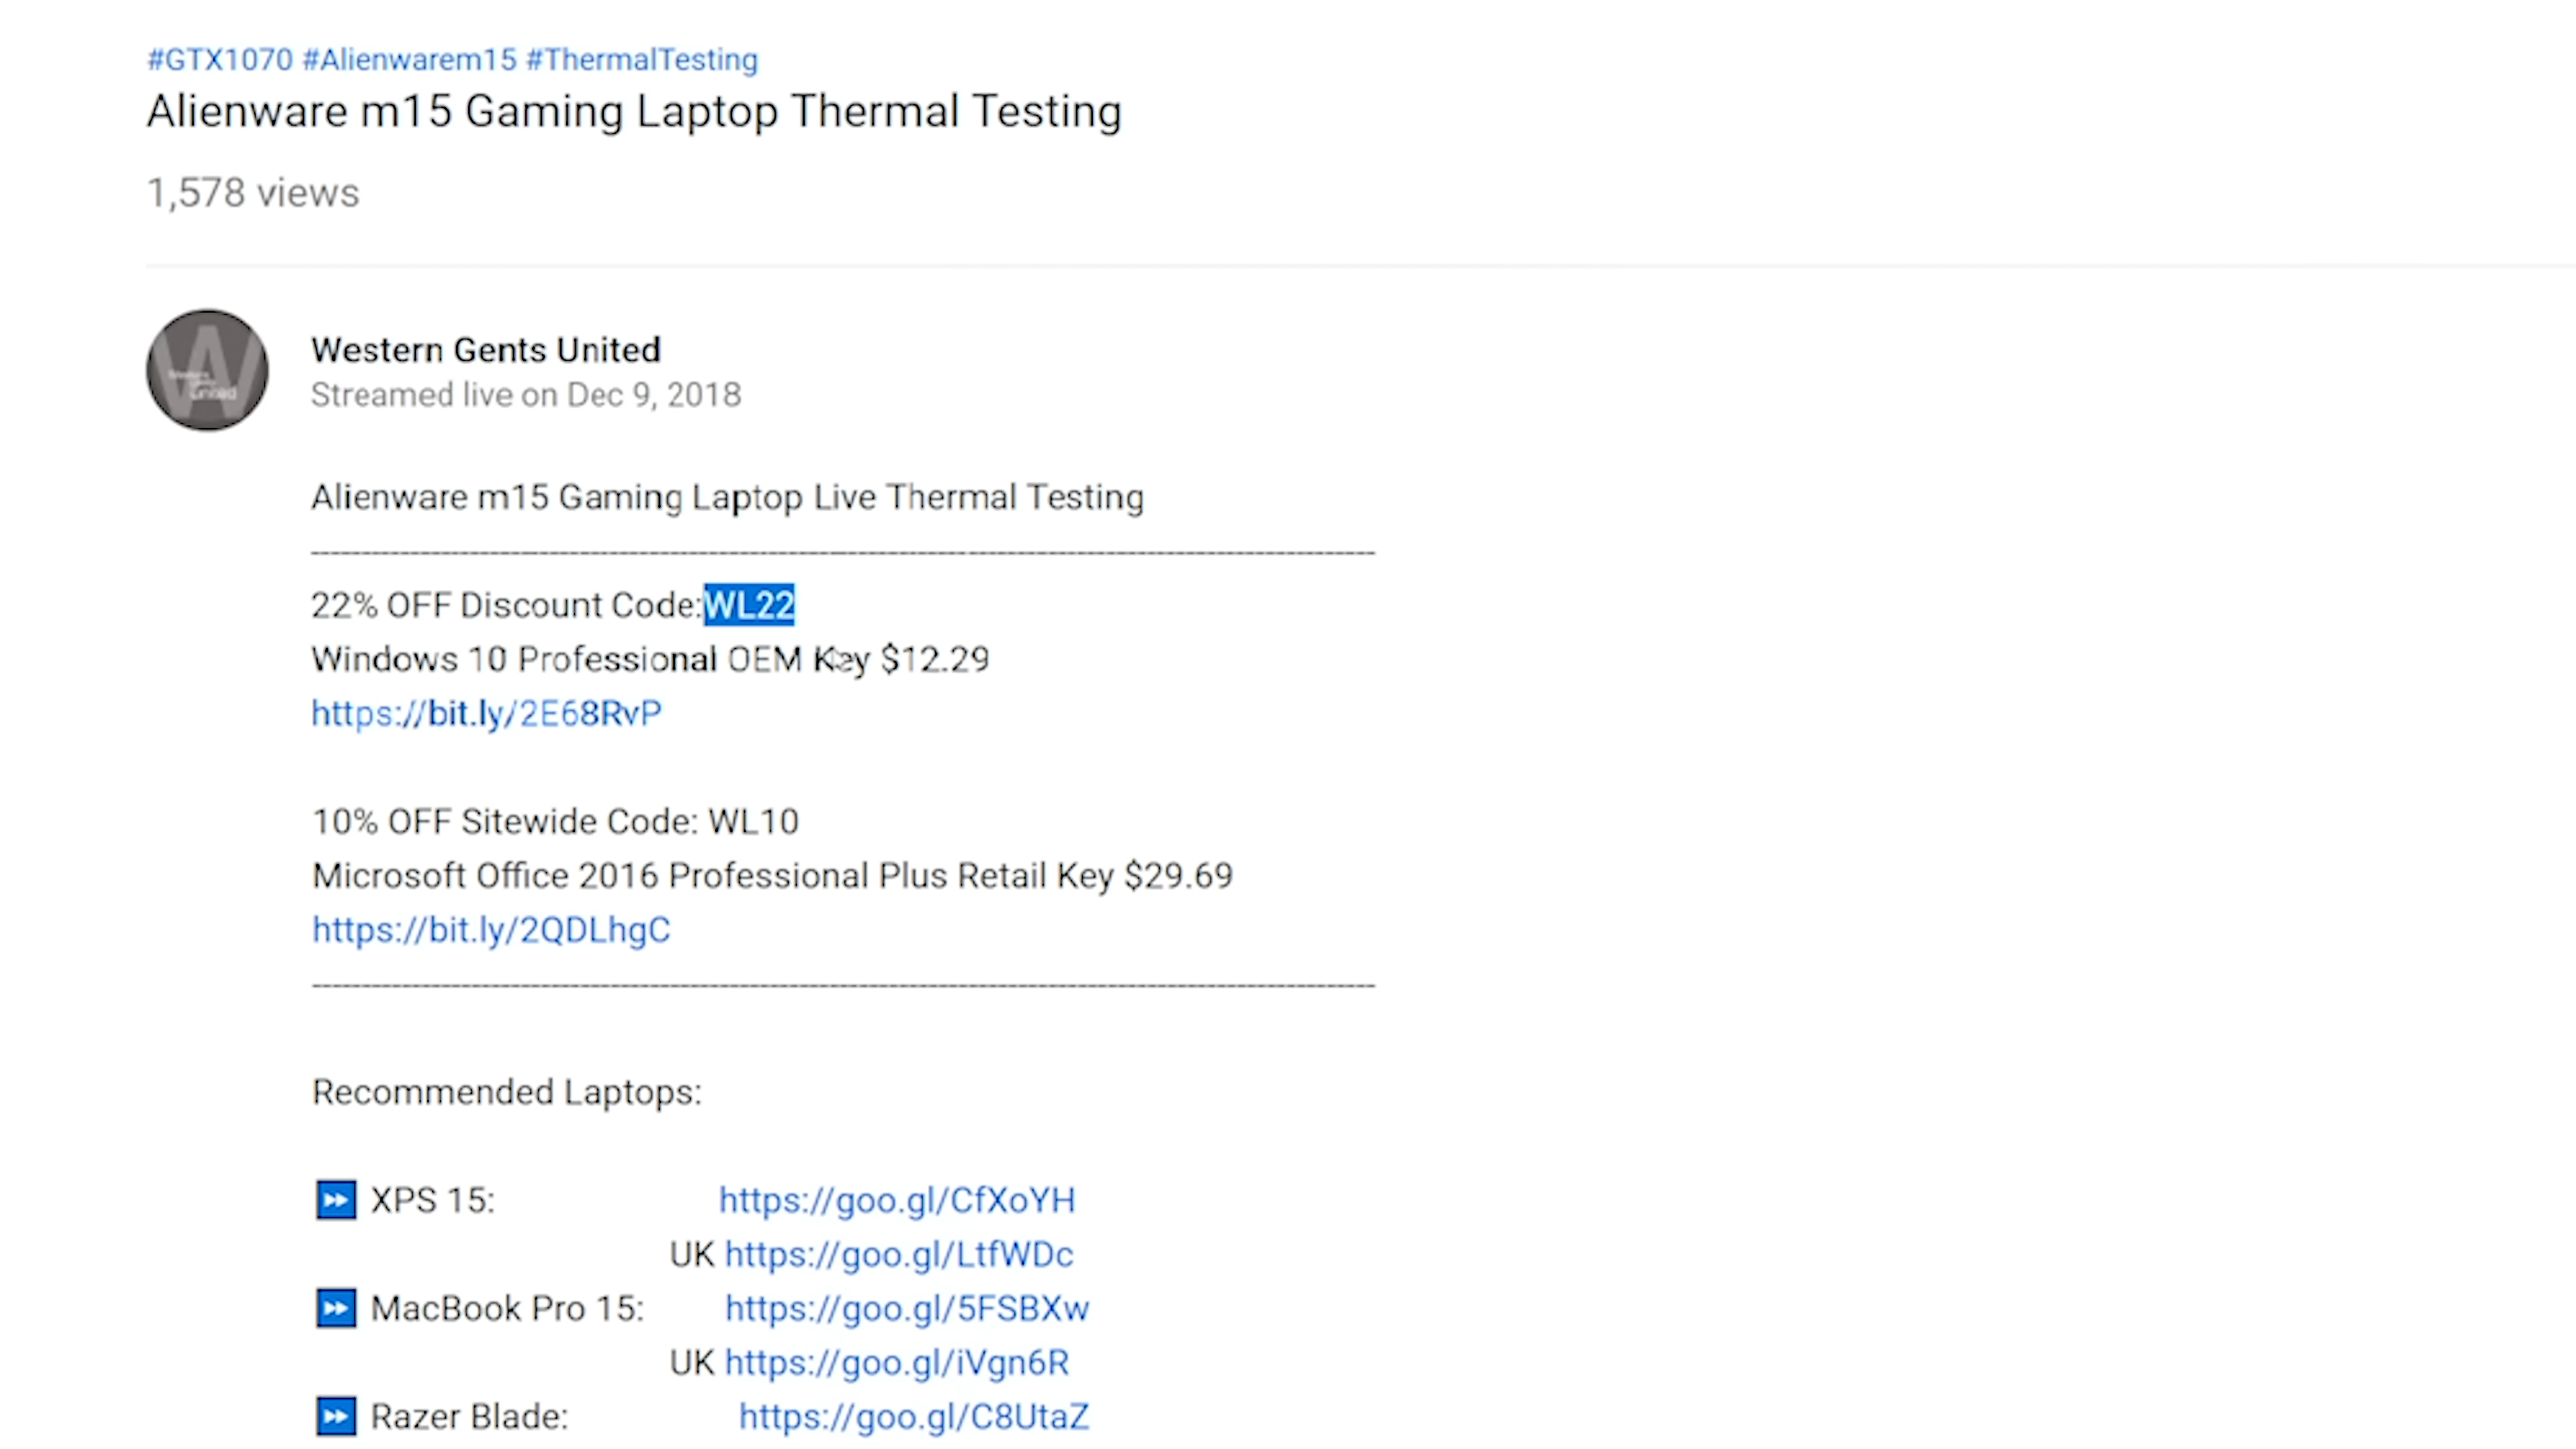 #GTX1070 #Alienwarem15 #ThermalTesting
Alienware m15 Gaming Laptop Thermal Testing
1,578 views
Western Gents United
Streamed live on Dec 9, 2018
United
Alienware m15 Gaming Laptop Live Thermal Testing
22% OFF Discount Code:WL22
Windows 10 Professional OEM Key $12.29
https://bit.ly/2E68RvP
10% OFF Sitewide Code: WL10
Microsoft Office 2016 Professional Plus Retail Key $29.69
https://bit.ly/2QDLhgC
Recommended Laptops:
XPS 15: https://goo.gl/CfXoYH
UK https://goo.gl/LtfWDc
MacBook Pro 15: https://goo.gl/5FSBXw
UK https://goo.gl/iVgn6R
Razer Blade: https://goo.gl/C8UtaZ